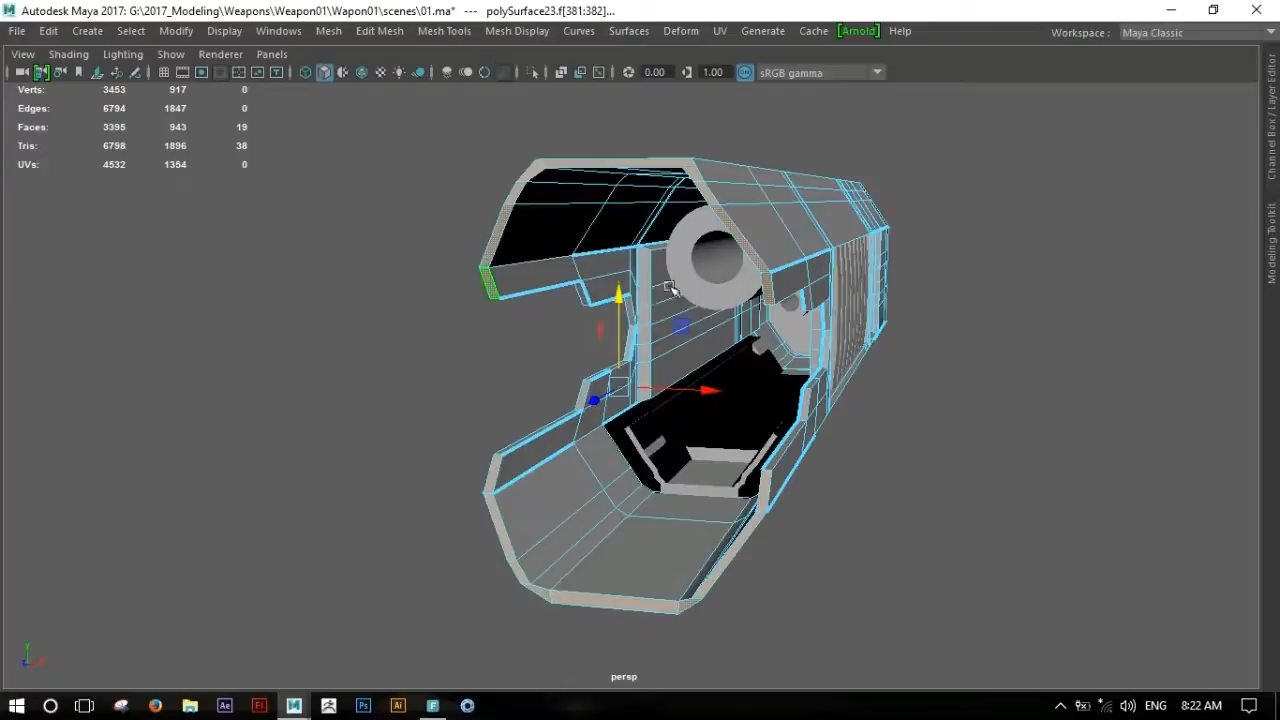 Autodesk Maya 2017: G:\2017_Modeling\Weapons\Weapon01\Wapon01\scenes\01.ma* --- polySurface23.f[381:382]...
File Edit Create Select Modify Display Windows Mesh Edit Mesh Mesh Tools Mesh Display Curves Surfaces Deform UV Generate Cache [Arnold] Help Workspace : Maya Classic
View Shading Lighting Show Renderer Panels
0.00 1.00 sRGB gamma
Verts: 3453 917 0
Edges: 6794 1847 0
Faces: 3395 943 19
Tris: 6798 1896 38
UVs: 4532 1354 0
Channel Box / Layer Editor
Modeling Toolkit
persp
Ae Fl M Ps Ai F ENG 8:22 AM